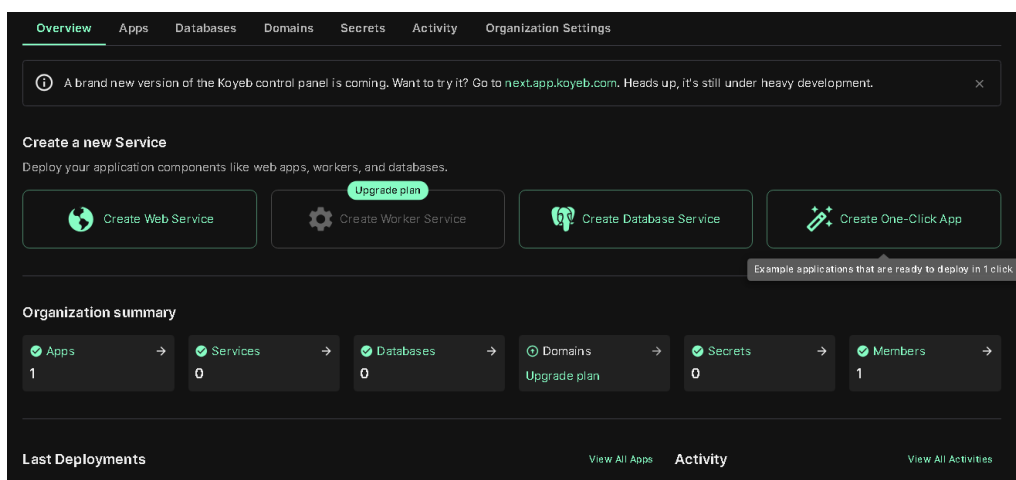 Overview Apps Databases Domains Secrets Activity Organization Settings
A brand new version of the Koyeb control panel is coming. Want to try it? Go to next.app.koyeb.com. Heads up, it's still under heavy development.
Create a new Service
Deploy your application components like web apps, workers, and databases.
Upgrade plan
Create Web Service Create Worker Service Create Database Service Create One-Click App
Example applications that are ready to deploy in 1 click
Organization summary
Apps Services Databases Domains Secrets Members
1 0 0 Upgrade plan 0 1
Last Deployments View All Apps Activity View All Activities